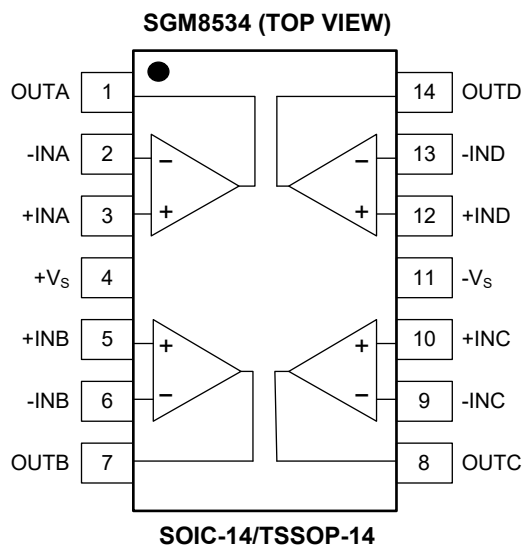 SGM8534 (TOP VIEW)
OUTA 1 14 OUTD
-INA 2 − − 13 -IND
+INA 3 + + 12 +IND
+VS 4 11 -VS
+INB 5 + + 10 +INC
-INB 6 − − 9 -INC
OUTB 7 8 OUTC
SOIC-14/TSSOP-14